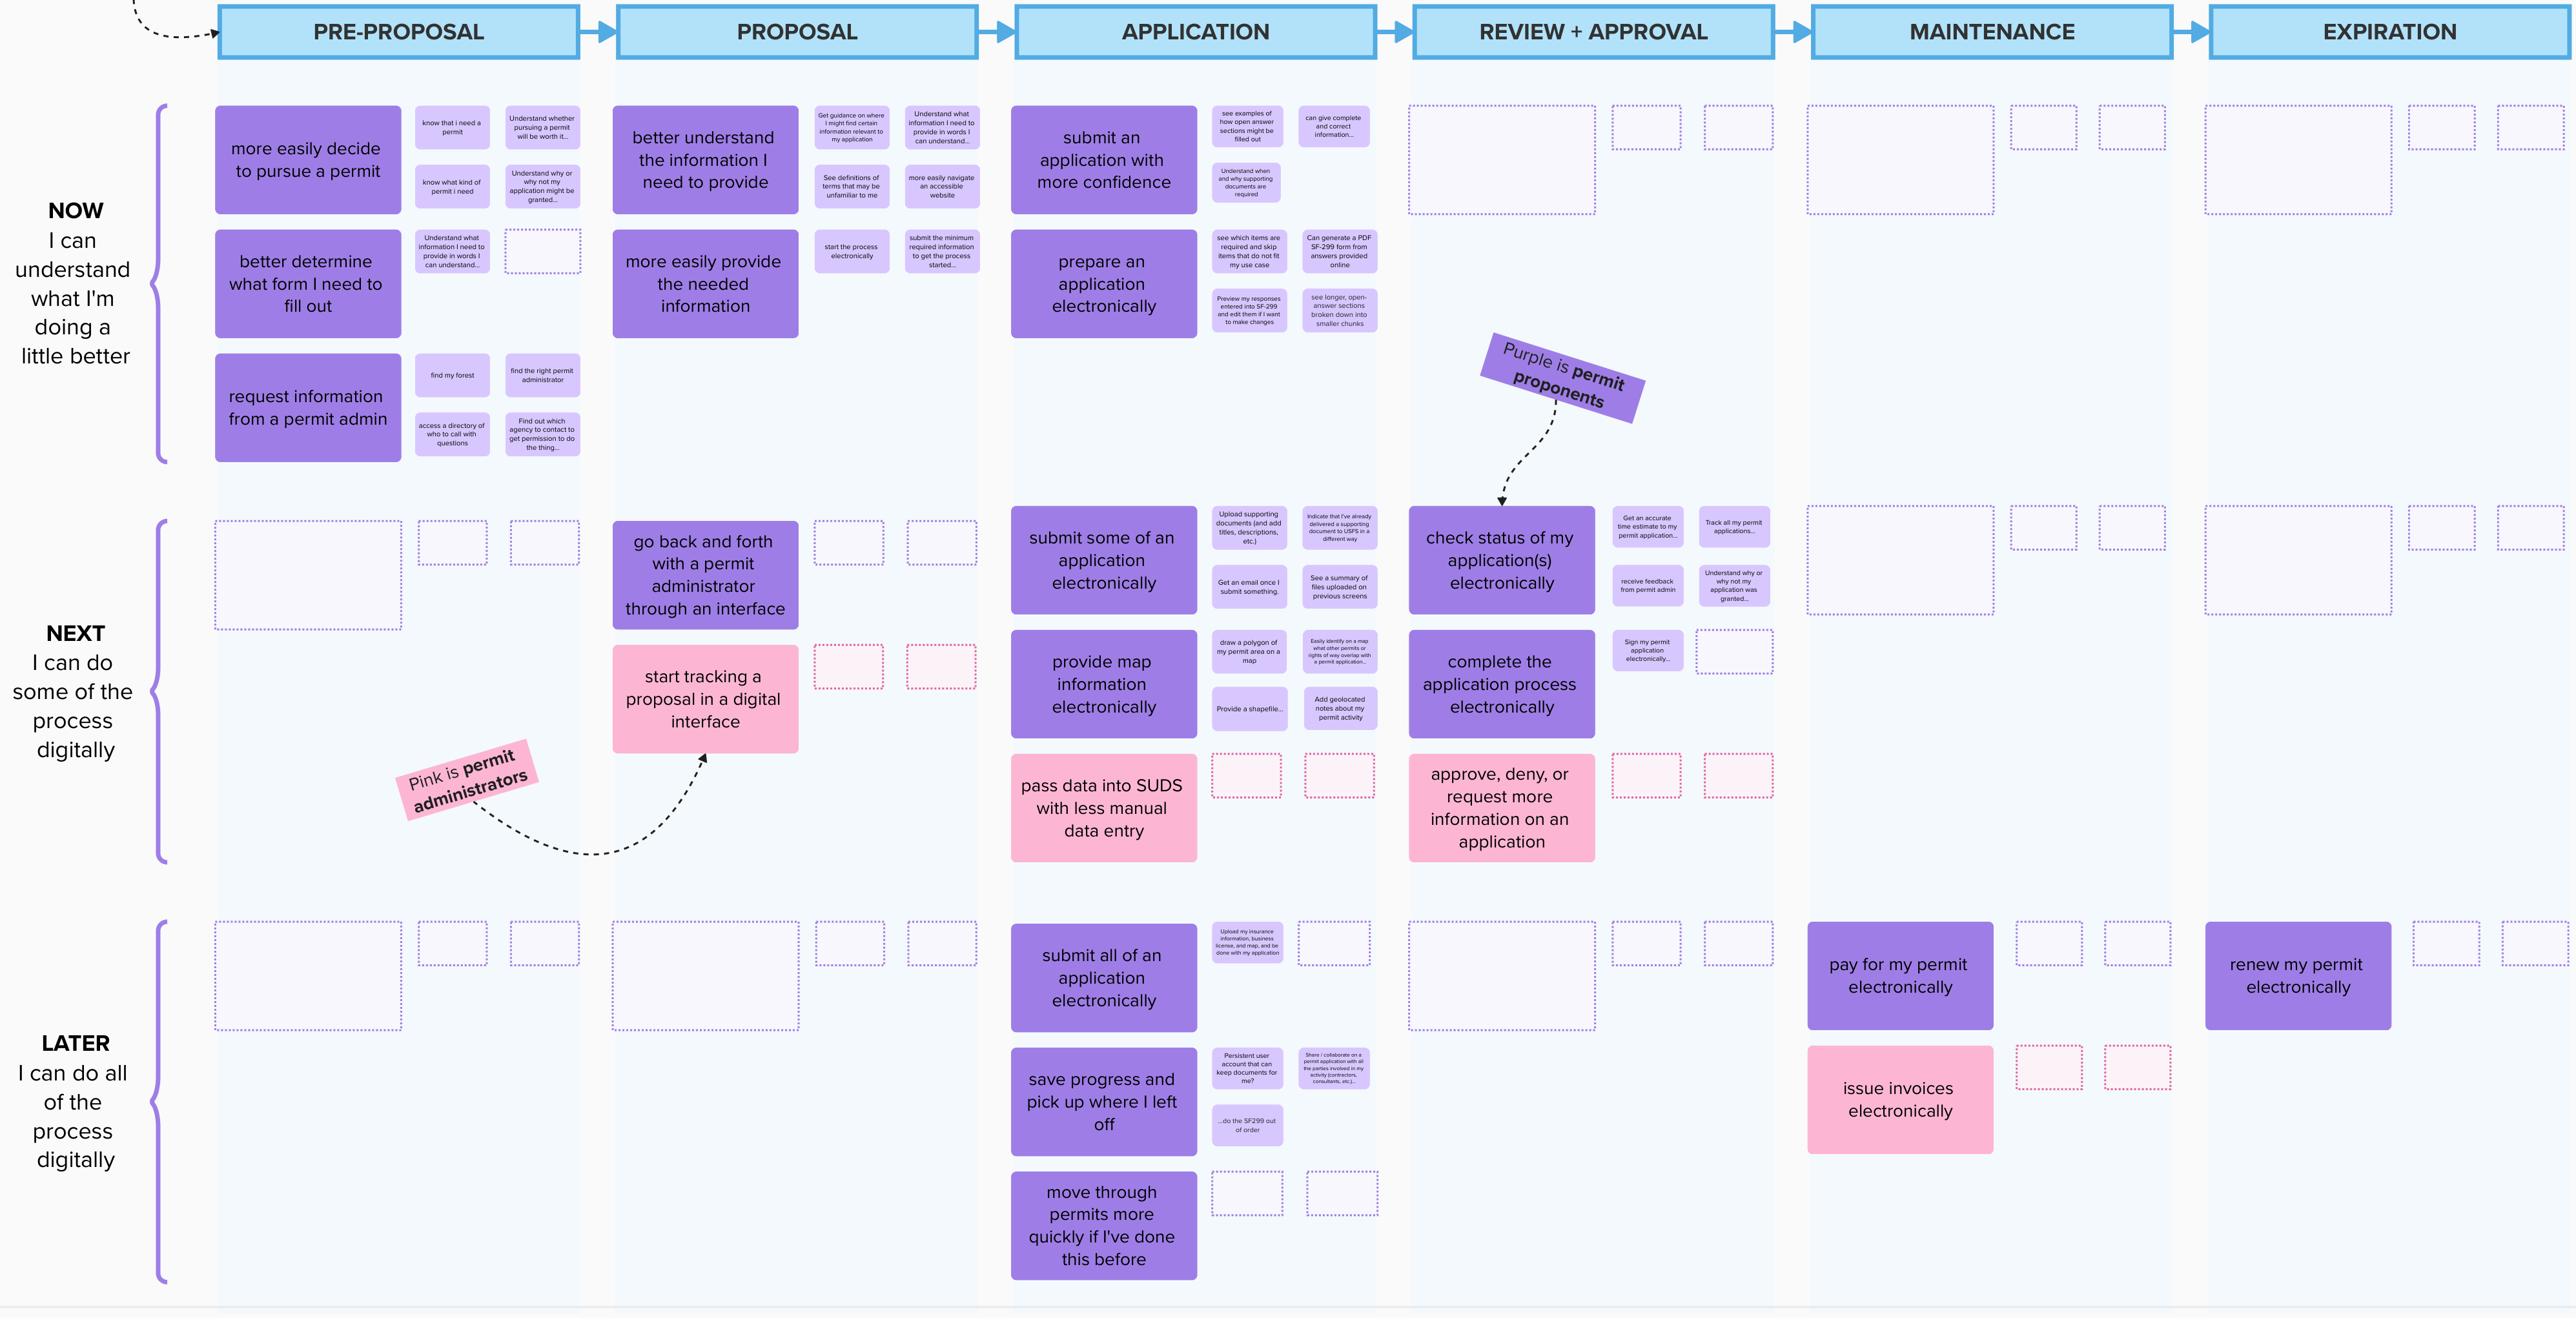 PRE-PROPOSAL
PROPOSAL
APPLICATION
REVIEW + APPROVAL
MAINTENANCE
EXPIRATION
NOW
I can
understand
what I'm
doing a
little better
more easily decide
to pursue a permit
know that i need a
permit
Understand whether
pursuing a permit
will be worth it...
know what kind of
permit i need
Understand why or
why not my
application might be
granted...
better determine
what form I need to
fill out
Understand what
information I need to
provide in words I
can understand...
request information
from a permit admin
find my forest
find the right permit
administrator
access a directory of
who to call with
questions
Find out which
agency to contact to
get permission to do
the thing...
better understand
the information I
need to provide
Get guidance on where
I might find certain
information relevant to
my application
Understand what
information I need to
provide in words I
can understand...
See definitions of
terms that may be
unfamiliar to me
more easily navigate
an accessible
website
more easily provide
the needed
information
start the process
electronically
submit the minimum
required information
to get the process
started...
submit an
application with
more confidence
see examples of
how open answer
sections might be
filled out
can give complete
and correct
information...
Understand when
and why supporting
documents are
required
prepare an
application
electronically
see which items are
required and skip
items that do not fit
my use case
Can generate a PDF
SF-299 form from
answers provided
online
Preview my responses
entered into SF-299
and edit them if I want
to make changes
see longer, open-
answer sections
broken down into
smaller chunks
Purple is permit
proponents
NEXT
I can do
some of the
process
digitally
go back and forth
with a permit
administrator
through an interface
start tracking a
proposal in a digital
interface
Pink is permit
administrators
submit some of an
application
electronically
Upload supporting
documents (and add
titles, descriptions,
etc.)
Indicate that I've already
delivered a supporting
document to USFS in a
different way
Get an email once I
submit something.
See a summary of
files uploaded on
previous screens
provide map
information
electronically
draw a polygon of
my permit area on a
map
Easily identify on a map
what other permits or
rights of way overlap with
a permit application...
Provide a shapefile...
Add geolocated
notes about my
permit activity
pass data into SUDS
with less manual
data entry
check status of my
application(s)
electronically
Get an accurate
time estimate to my
permit application...
Track all my permit
applications...
receive feedback
from permit admin
Understand why or
why not my
application was
granted...
complete the
application process
electronically
Sign my permit
application
electronically...
approve, deny, or
request more
information on an
application
LATER
I can do all
of the
process
digitally
submit all of an
application
electronically
Upload my insurance
information, business
license, and map, and be
done with my application
save progress and
pick up where I left
off
Persistent user
account that can
keep documents for
me?
Share / collaborate on a
permit application with all
the parties involved in my
activity (contractors,
consultants, etc.)...
...do the SF299 out
of order
move through
permits more
quickly if I've done
this before
pay for my permit
electronically
issue invoices
electronically
renew my permit
electronically